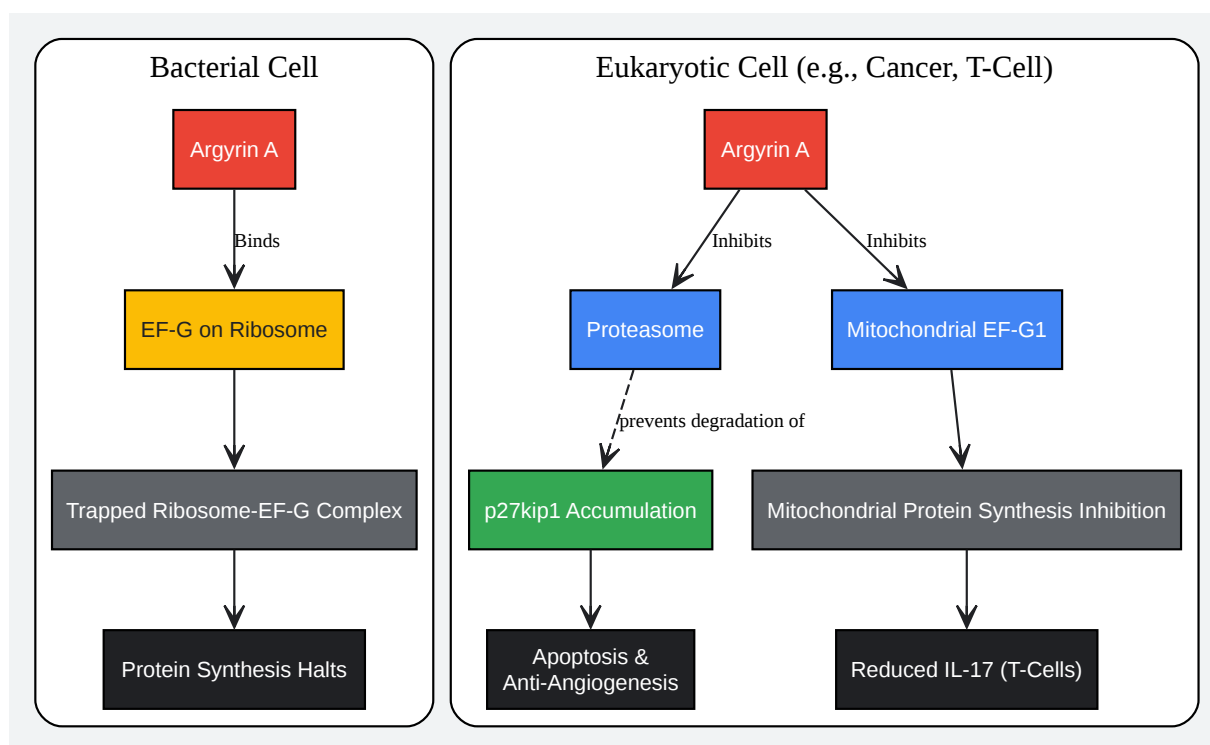 Bacterial Cell
Argyrin A
Binds
EF-G on Ribosome
Trapped Ribosome-EF-G Complex
Protein Synthesis Halts
Eukaryotic Cell (e.g., Cancer, T-Cell)
Argyrin A
Inhibits
Inhibits
Proteasome
Mitochondrial EF-G1
prevents degradation of
p27kip1 Accumulation
Mitochondrial Protein Synthesis Inhibition
Apoptosis &
Anti-Angiogenesis
Reduced IL-17 (T-Cells)